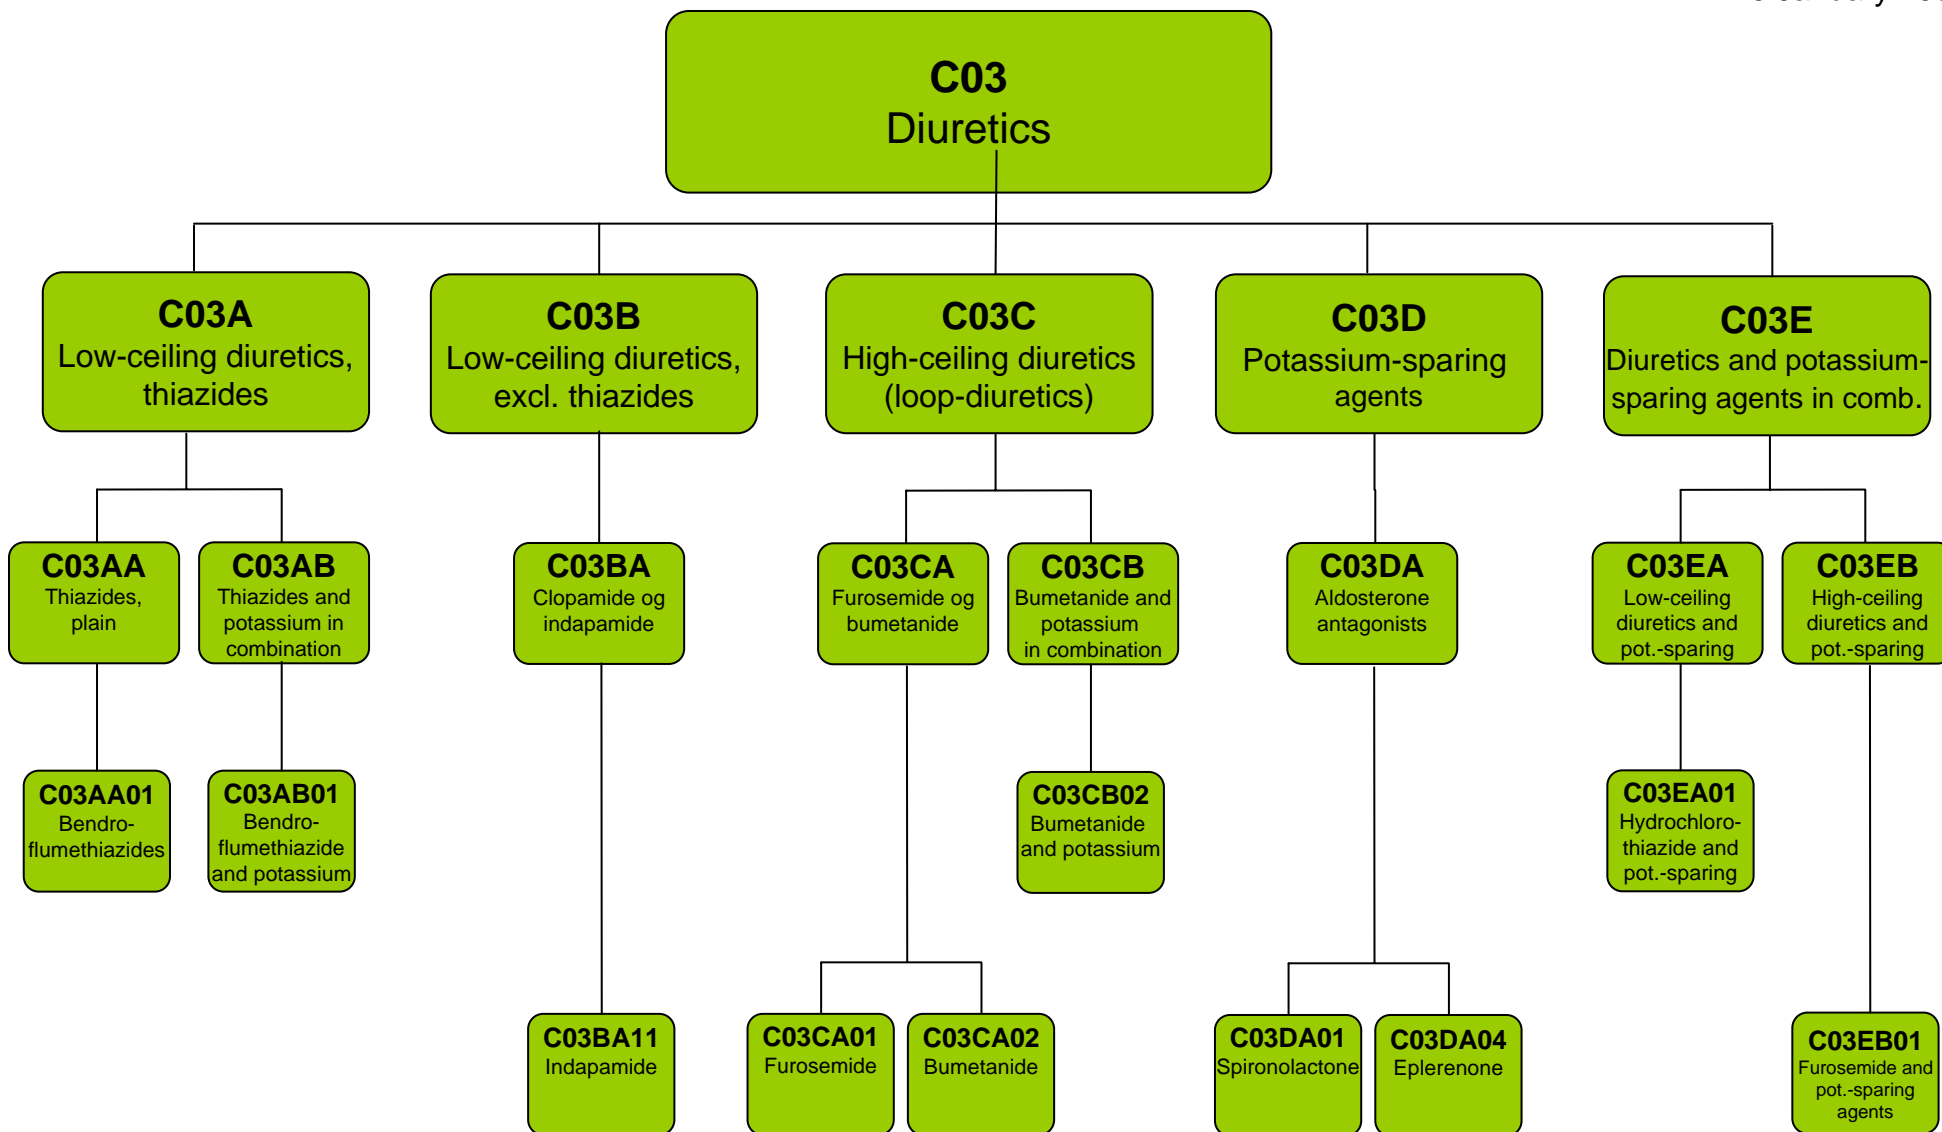 C03
Diuretics
C03A
Low-ceiling diuretics,
thiazides
C03B
Low-ceiling diuretics,
excl. thiazides
C03C
High-ceiling diuretics
(loop-diuretics)
C03D
Potassium-sparing
agents
C03E
Diuretics and potassium-
sparing agents in comb.
C03AA
Thiazides,
plain
C03AB
Thiazides and
potassium in
combination
C03BA
Clopamide og
indapamide
C03CA
Furosemide og
bumetanide
C03CB
Bumetanide and
potassium
in combination
C03DA
Aldosterone
antagonists
C03EA
Low-ceiling
diuretics and
pot.-sparing
C03EB
High-ceiling
diuretics and
pot.-sparing
C03AA01
Bendro-
flumethiazides
C03AB01
Bendro-
flumethiazide
and potassium
C03CB02
Bumetanide
and potassium
C03EA01
Hydrochloro-
thiazide and
pot.-sparing
C03BA11
Indapamide
C03CA01
Furosemide
C03CA02
Bumetanide
C03DA01
Spironolactone
C03DA04
Eplerenone
C03EB01
Furosemide and
pot.-sparing
agents